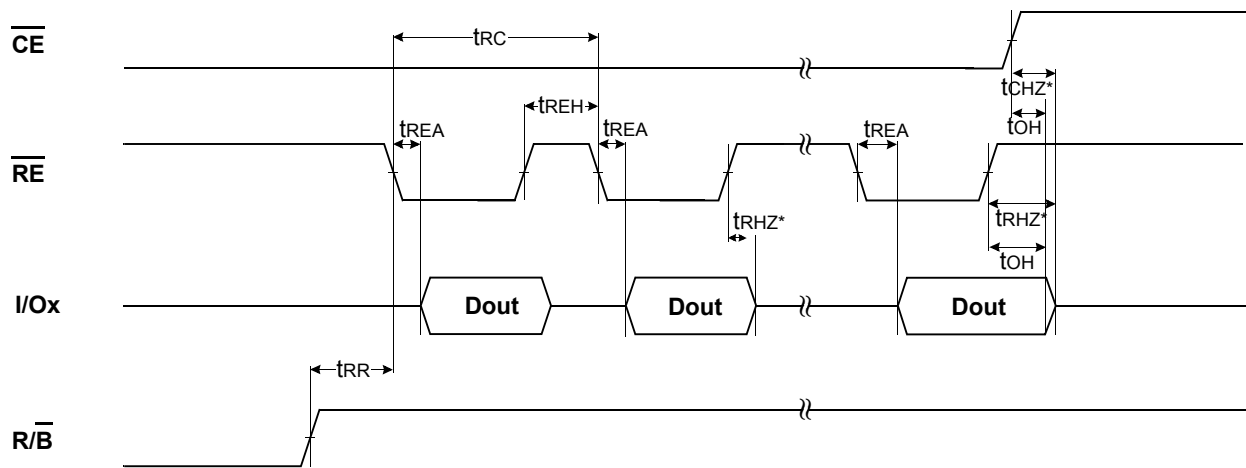 CE
tRC
tCHZ*
tREH
tOH
tREA
tREA
tREA
RE
tRHZ*
tRHZ*
tOH
I/Ox
Dout
Dout
Dout
tRR
R/B